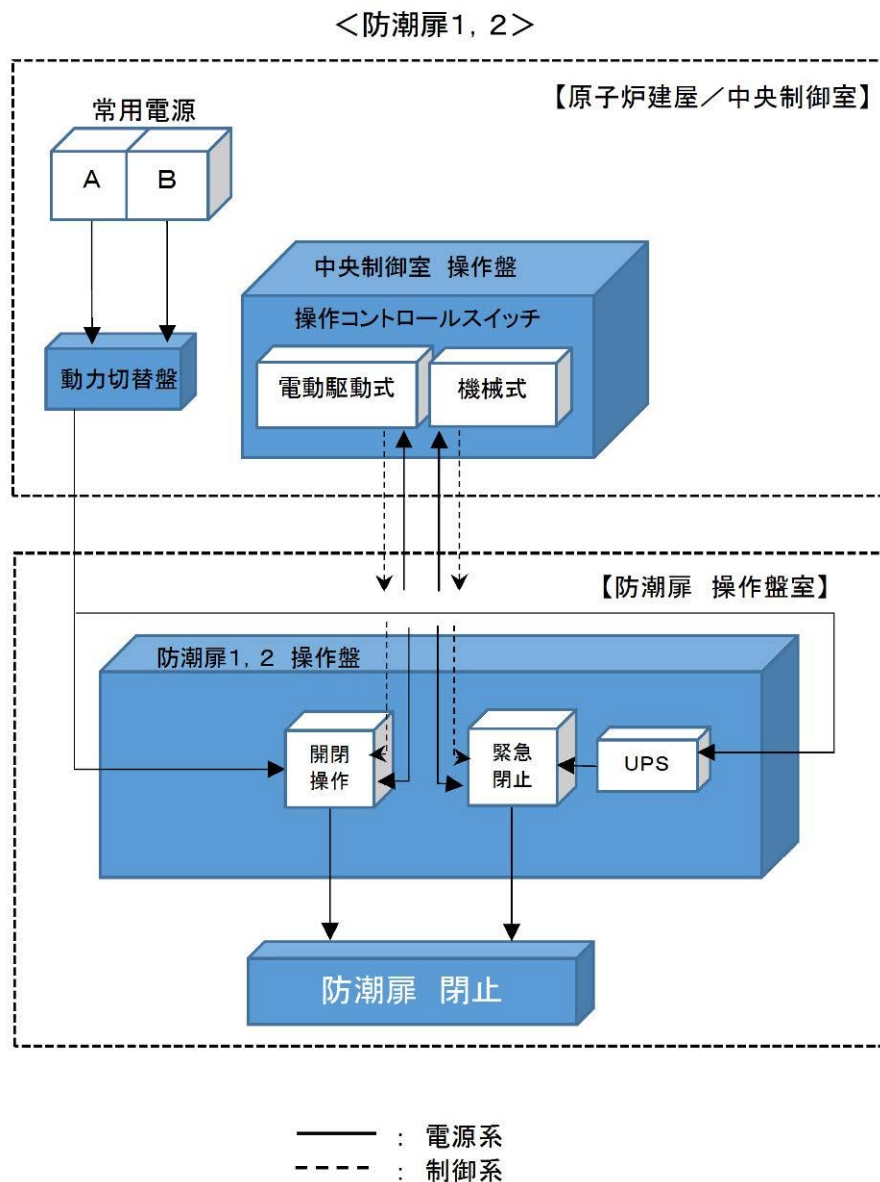 ＜防潮扉１，２＞
【原子炉建屋／中央制御室】
常用電源
Ａ
Ｂ
中央制御室 操作盤
操作コントロールスイッチ
動力切替盤
電動駆動式
機械式
【防潮扉 操作盤室】
防潮扉１，２ 操作盤
開閉
操作
緊急
閉止
ＵＰＳ
防潮扉 閉止
： 電源系
： 制御系